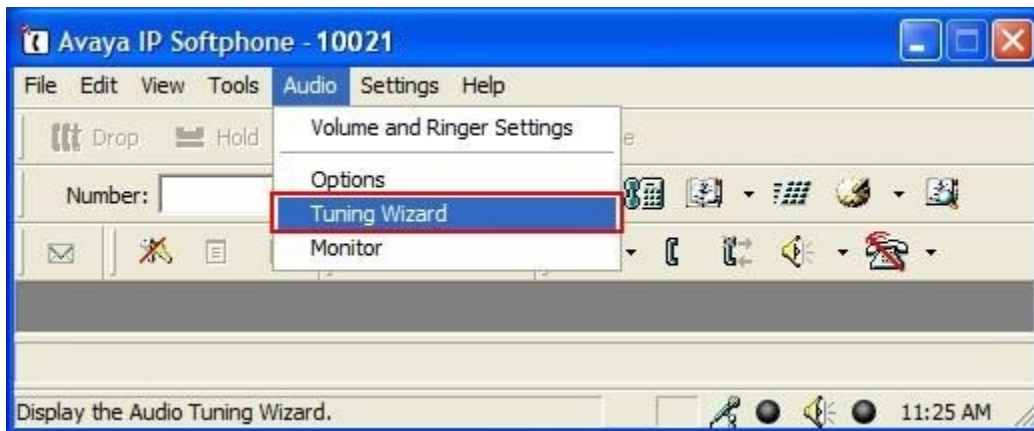 Avaya IP Softphone - 10021
File Edit View Tools Audio Settings Help
Drop Hold
Volume and Ringer Settings
Number:
Options
Tuning Wizard
Monitor
Display the Audio Tuning Wizard.
11:25 AM